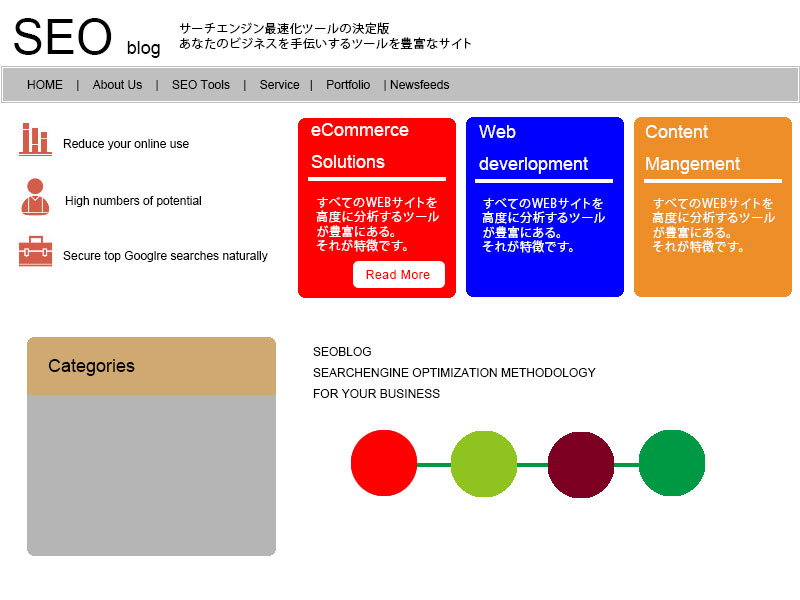 SEO blog
サーチエンジン最速化ツールの決定版
あなたのビジネスを手伝いするツールを豊富なサイト
HOME | About Us | SEO Tools | Service | Portfolio | Newsfeeds
Reduce your online use
High numbers of potential
Secure top Googlre searches naturally
eCommerce
Solutions
すべてのWEBサイトを
高度に分析するツール
が豊富にある。
それが特徴です。
Read More
Web
deverlopment
すべてのWEBサイトを
高度に分析するツール
が豊富にある。
それが特徴です。
Content
Mangement
すべてのWEBサイトを
高度に分析するツール
が豊富にある。
それが特徴です。
Categories
SEOBLOG
SEARCHENGINE OPTIMIZATION METHODOLOGY
FOR YOUR BUSINESS